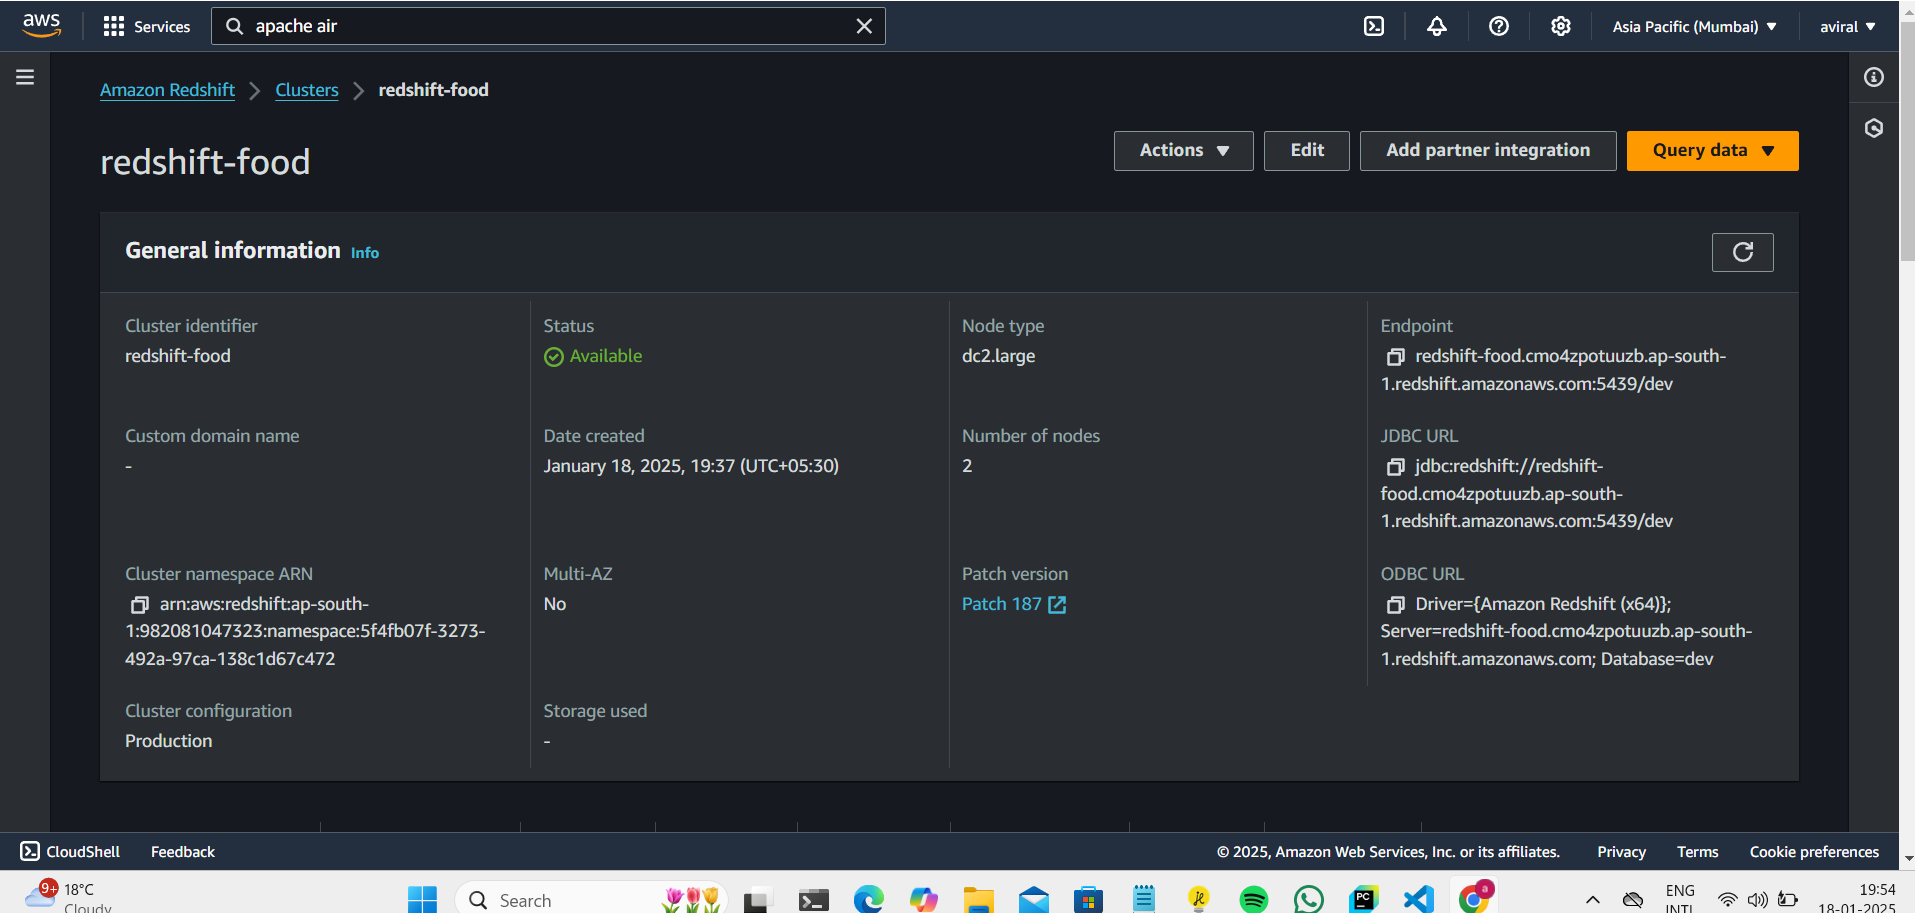 aws
Services
apache air
Asia Pacific (Mumbai)
aviral
Amazon Redshift
Clusters
redshift-food
redshift-food
Actions
Edit
Add partner integration
Query data
General information Info
Cluster identifier
redshift-food
Status
Available
Node type
dc2.large
Endpoint
redshift-food.cmo4zpotuuzb.ap-south-
1.redshift.amazonaws.com:5439/dev
Custom domain name
-
Date created
January 18, 2025, 19:37 (UTC+05:30)
Number of nodes
2
JDBC URL
jdbc:redshift://redshift-
food.cmo4zpotuuzb.ap-south-
1.redshift.amazonaws.com:5439/dev
Cluster namespace ARN
arn:aws:redshift:ap-south-
1:982081047323:namespace:5f4fb07f-3273-
492a-97ca-138c1d67c472
Multi-AZ
No
Patch version
Patch 187
ODBC URL
Driver={Amazon Redshift (x64)};
Server=redshift-food.cmo4zpotuuzb.ap-south-
1.redshift.amazonaws.com; Database=dev
Cluster configuration
Production
Storage used
-
CloudShell
Feedback
© 2025, Amazon Web Services, Inc. or its affiliates.
Privacy
Terms
Cookie preferences
9+
18°C
Cloudy
Search
PC
a
ENG
INTL
19:54
18-01-2025